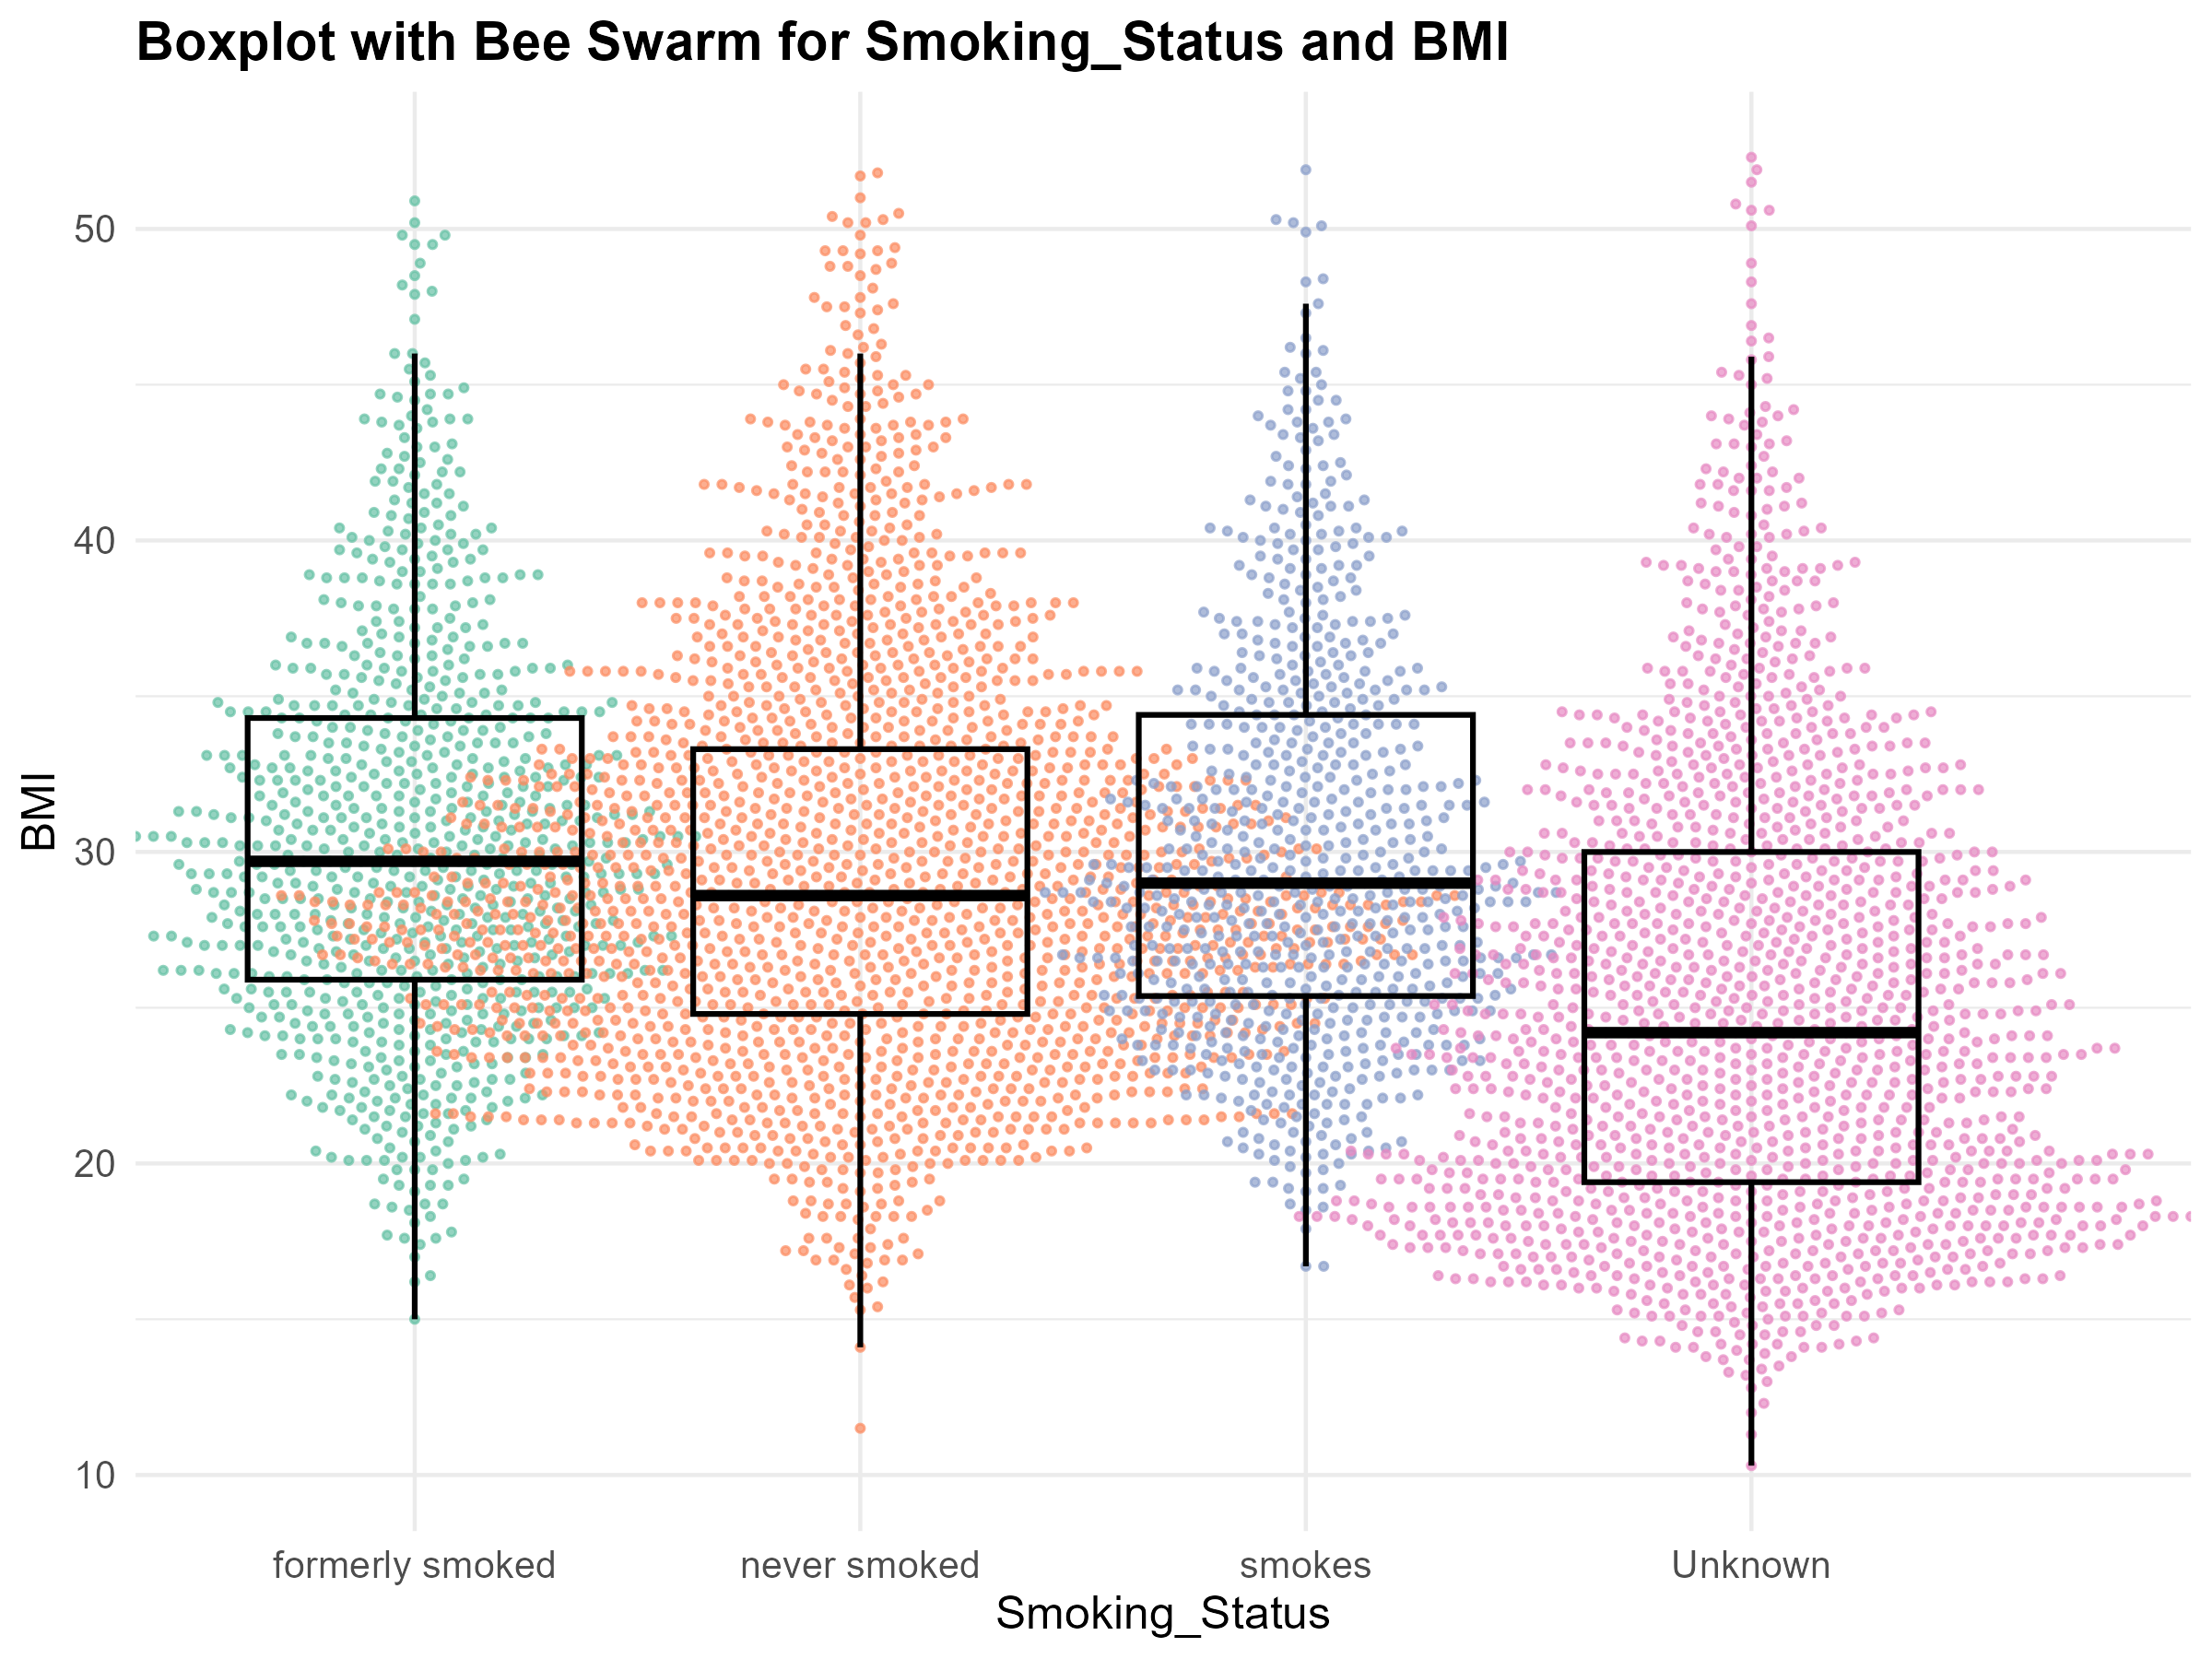 Boxplot with Bee Swarm for Smoking_Status and BMI
BMI
50
40
30
20
10
formerly smoked
never smoked
smokes
Unknown
Smoking_Status